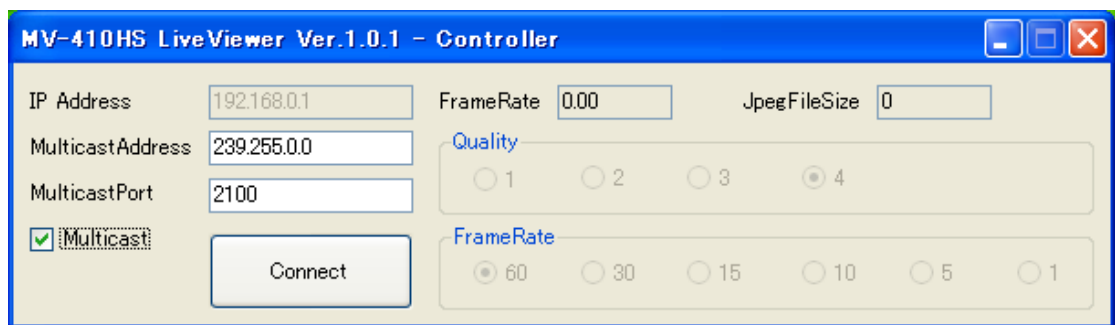 MV-410HS LiveViewer Ver.1.0.1 - Controller
IP Address 192.168.0.1 FrameRate 0.00 JpegFileSize 0
MulticastAddress 239.255.0.0
Quality
1 2 3 4
MulticastPort 2100
Multicast
Connect
FrameRate
60 30 15 10 5 1